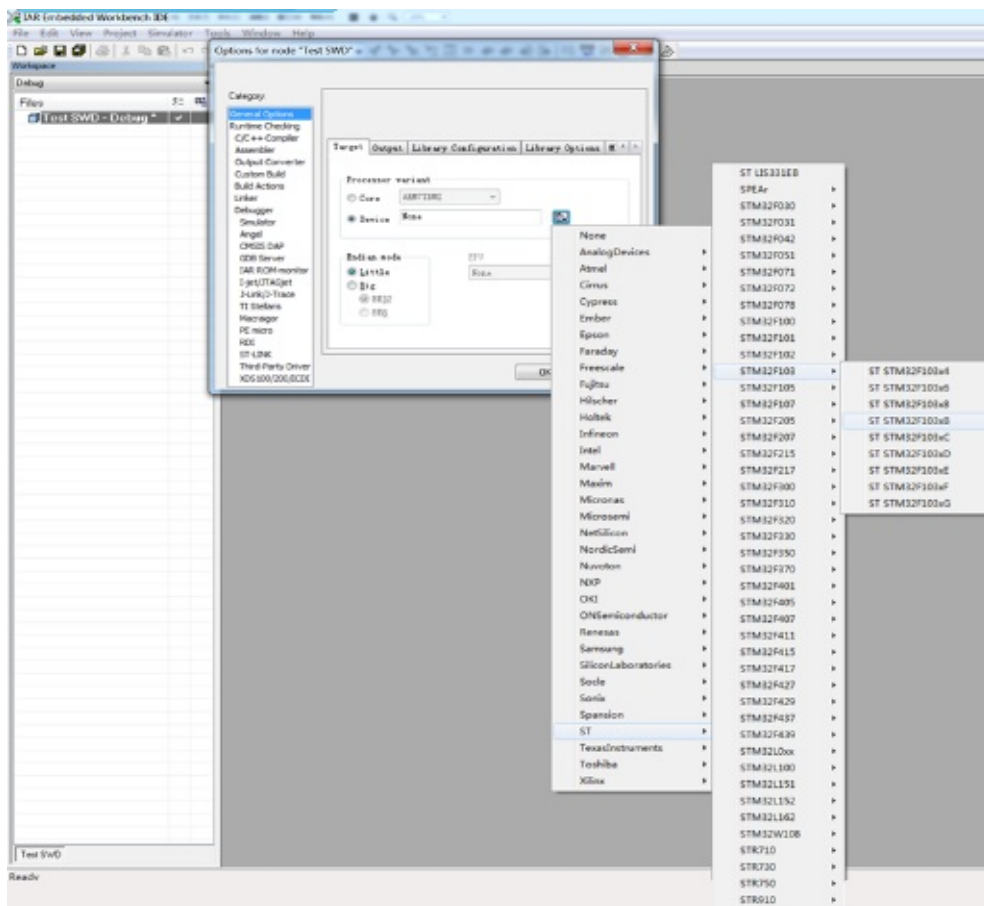 IAR Embedded Workbench IDE
File Edit View Project Simulator Tools Window Help
Options for node "Test SWD"
Workspace
Debug
Files
Test SWD - Debug *
Category:
General Options
Runtime Checking
C/C++ Compiler
Assembler
Output Converter
Custom Build
Build Actions
Linker
Debugger
Simulator
Angel
CMSIS DAP
GDB Server
IAR ROM-monitor
I-jet/JTAGjet
J-Link/J-Trace
TI Stellaris
Macraigor
PE micro
RDI
ST-LINK
Third-Party Driver
XDS100/200/ICDI
Target Output Library Configuration Library Options
Processor variant
Core ARM7TDMI
Device None
Endian mode
Little
Big
BE32
BE8
FPU
None
OK
None
AnalogDevices
Atmel
Cirrus
Cypress
Ember
Epson
Faraday
Freescale
Fujitsu
Hilscher
Holtek
Infineon
Intel
Marvell
Maxim
Micronas
Microsemi
NetSilicon
NordicSemi
Nuvoton
NXP
OKI
ONSemiconductor
Renesas
Samsung
SiliconLaboratories
Socle
Sonix
Spansion
ST
TexasInstruments
Toshiba
Xilinx
ST LIS331EB
SPEAr
STM32F030
STM32F031
STM32F042
STM32F051
STM32F071
STM32F072
STM32F078
STM32F100
STM32F101
STM32F102
STM32F103
STM32F105
STM32F107
STM32F205
STM32F207
STM32F215
STM32F217
STM32F300
STM32F310
STM32F320
STM32F330
STM32F350
STM32F370
STM32F401
STM32F405
STM32F407
STM32F411
STM32F415
STM32F417
STM32F427
STM32F429
STM32F437
STM32F439
STM32L0xx
STM32L100
STM32L151
STM32L152
STM32L162
STM32W108
STR710
STR730
STR750
STR910
ST STM32F103x4
ST STM32F103x6
ST STM32F103x8
ST STM32F103xB
ST STM32F103xC
ST STM32F103xD
ST STM32F103xE
ST STM32F103xF
ST STM32F103xG
Test SWD
Ready